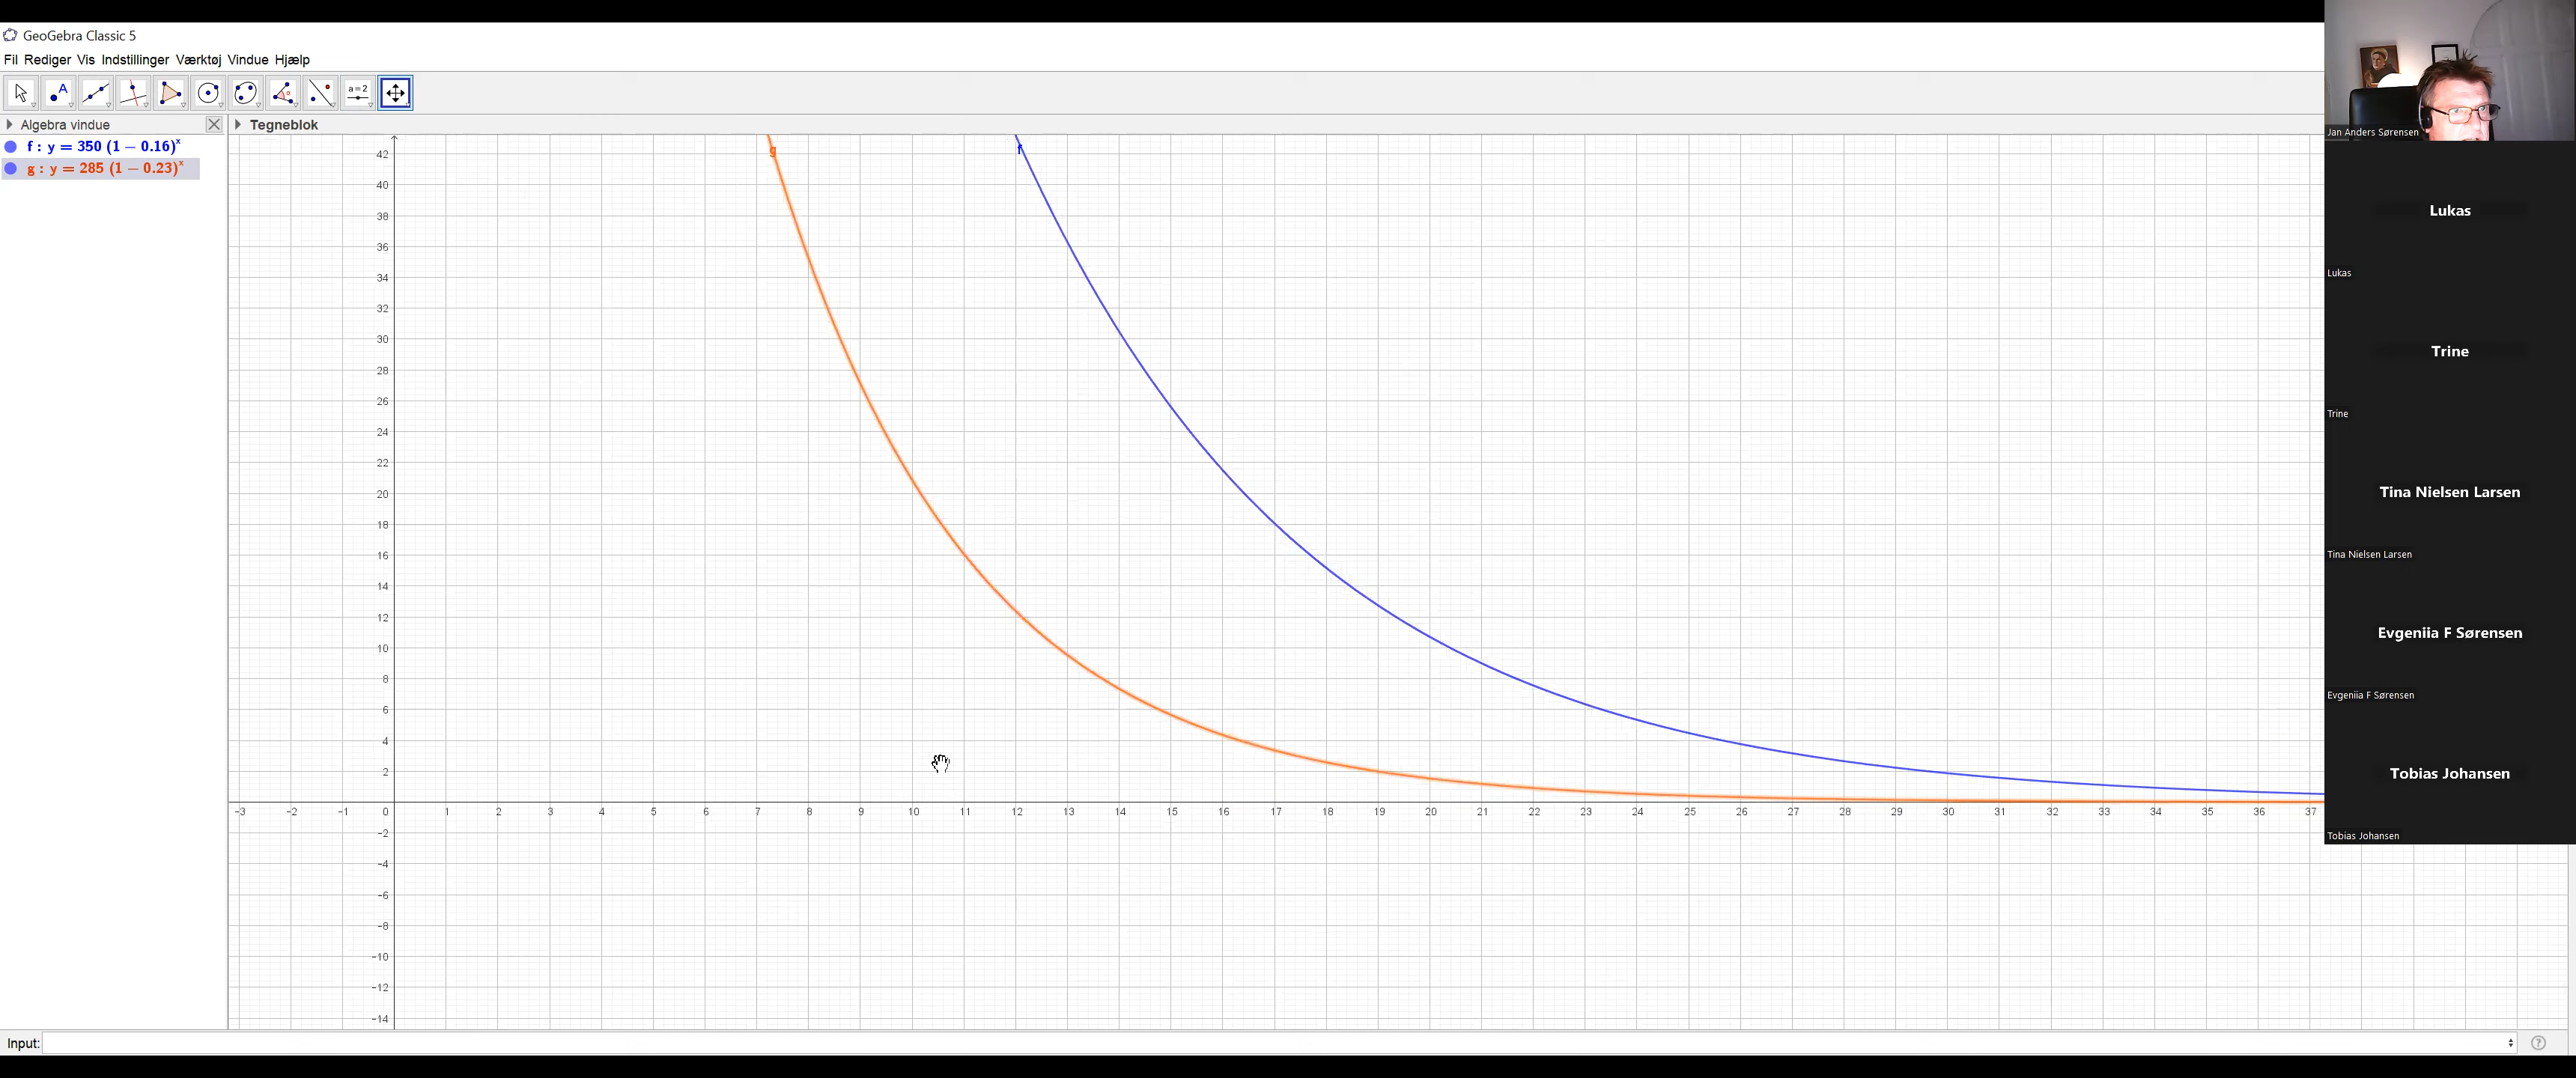 GeoGebra Classic 5
Fil Rediger Vis Indstillinger Værktøj Vindue Hjælp
A
a=2
Algebra vindue
Tegneblok
f : y = 350 (1 − 0.16)^x
g : y = 285 (1 − 0.23)^x
g
f
42
40
38
36
34
32
30
28
26
24
22
20
18
16
14
12
10
8
6
4
2
-3 -2 -1 0 1 2 3 4 5 6 7 8 9 10 11 12 13 14 15 16 17 18 19 20 21 22 23 24 25 26 27 28 29 30 31 32 33 34 35 36 37
-2
-4
-6
-8
-10
-12
-14
Input:
?
Jan Anders Sørensen
Lukas
Lukas
Trine
Trine
Tina Nielsen Larsen
Tina Nielsen Larsen
Evgeniia F Sørensen
Evgeniia F Sørensen
Tobias Johansen
Tobias Johansen